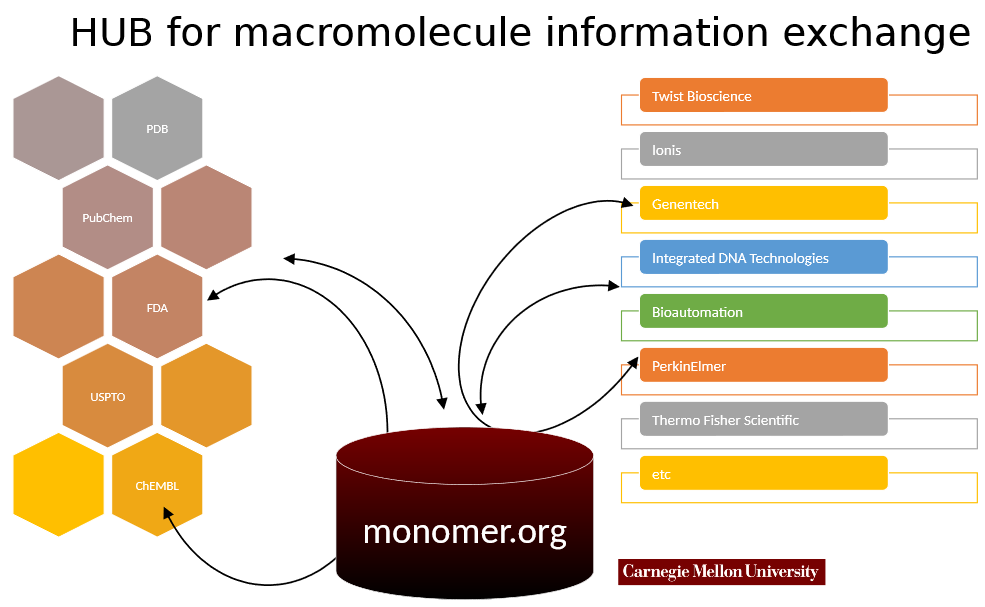 HUB for macromolecule information exchange
PDB
PubChem
FDA
USPTO
ChEMBL
Twist Bioscience
Ionis
Genentech
Integrated DNA Technologies
Bioautomation
PerkinElmer
Thermo Fisher Scientific
etc
monomer.org
Carnegie Mellon University